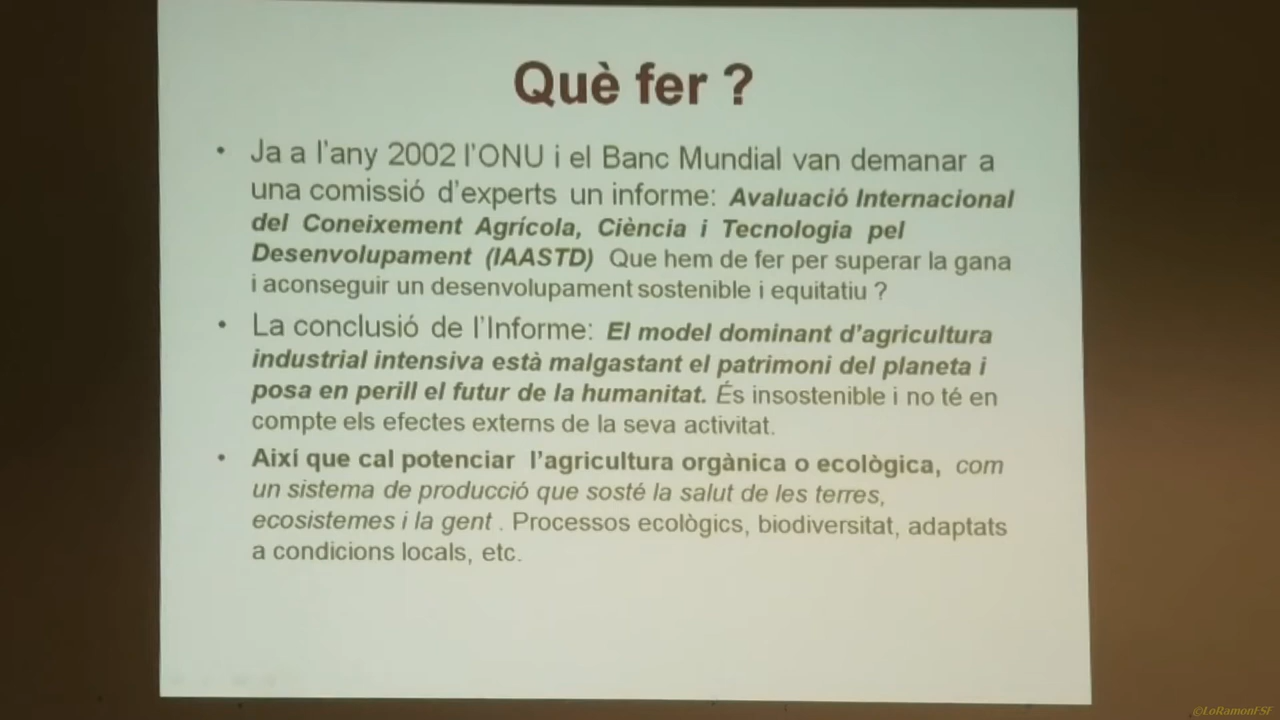 Què fer ?
• Ja a l'any 2002 l'ONU i el Banc Mundial van demanar a
una comissió d'experts un informe: Avaluació Internacional
del Coneixement Agrícola, Ciència i Tecnologia pel
Desenvolupament (IAASTD) Que hem de fer per superar la gana
i aconseguir un desenvolupament sostenible i equitatiu ?
• La conclusió de l'Informe: El model dominant d'agricultura
industrial intensiva està malgastant el patrimoni del planeta i
posa en perill el futur de la humanitat. És insostenible i no té en
compte els efectes externs de la seva activitat.
• Així que cal potenciar l'agricultura orgànica o ecològica, com
un sistema de producció que sosté la salut de les terres,
ecosistemes i la gent . Processos ecològics, biodiversitat, adaptats
a condicions locals, etc.
©LoRamonFSF